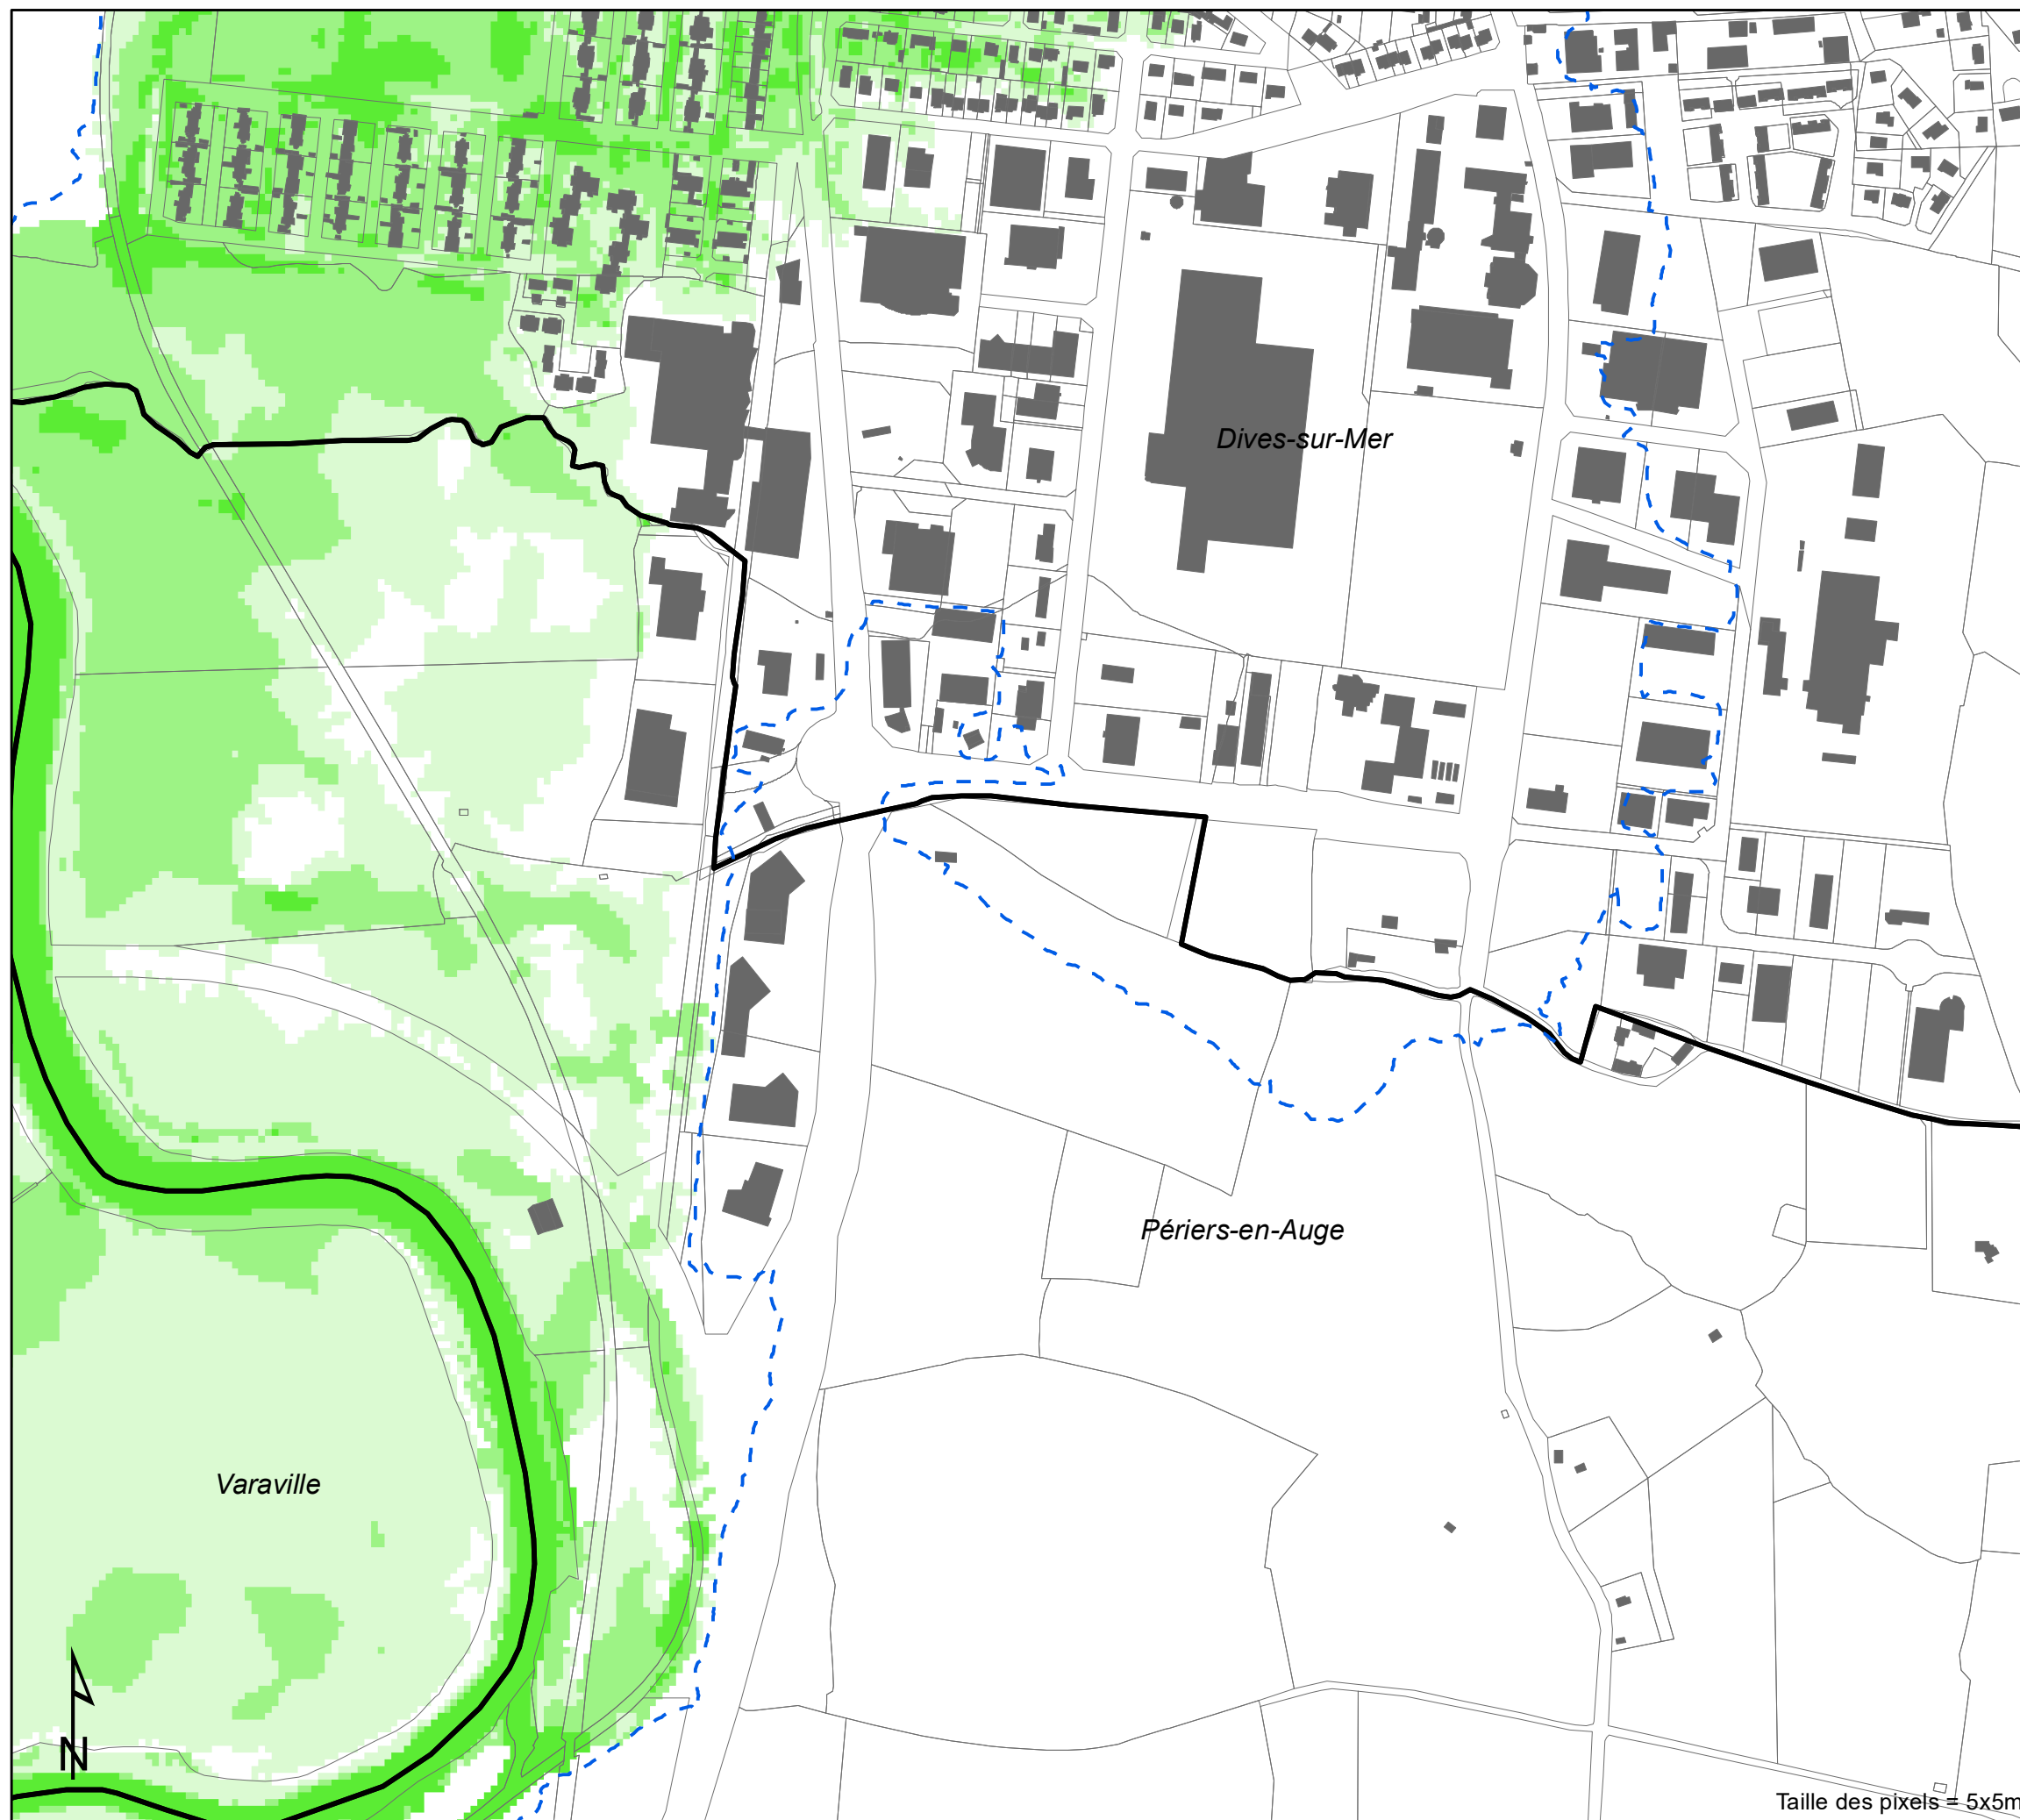 Dives-sur-Mer
Périers-en-Auge
Varaville
N
Taille des pixels = 5x5m